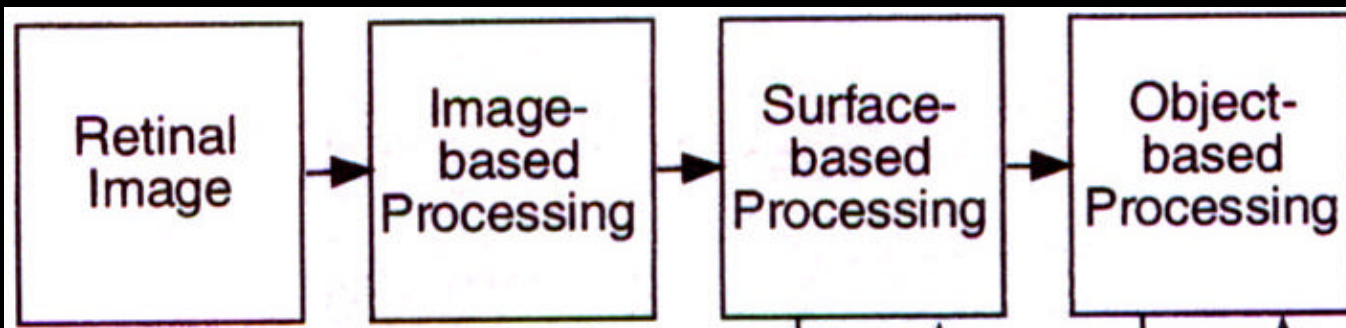 Retinal
Image
Image-
based
Processing
Surface-
based
Processing
Object-
based
Processing